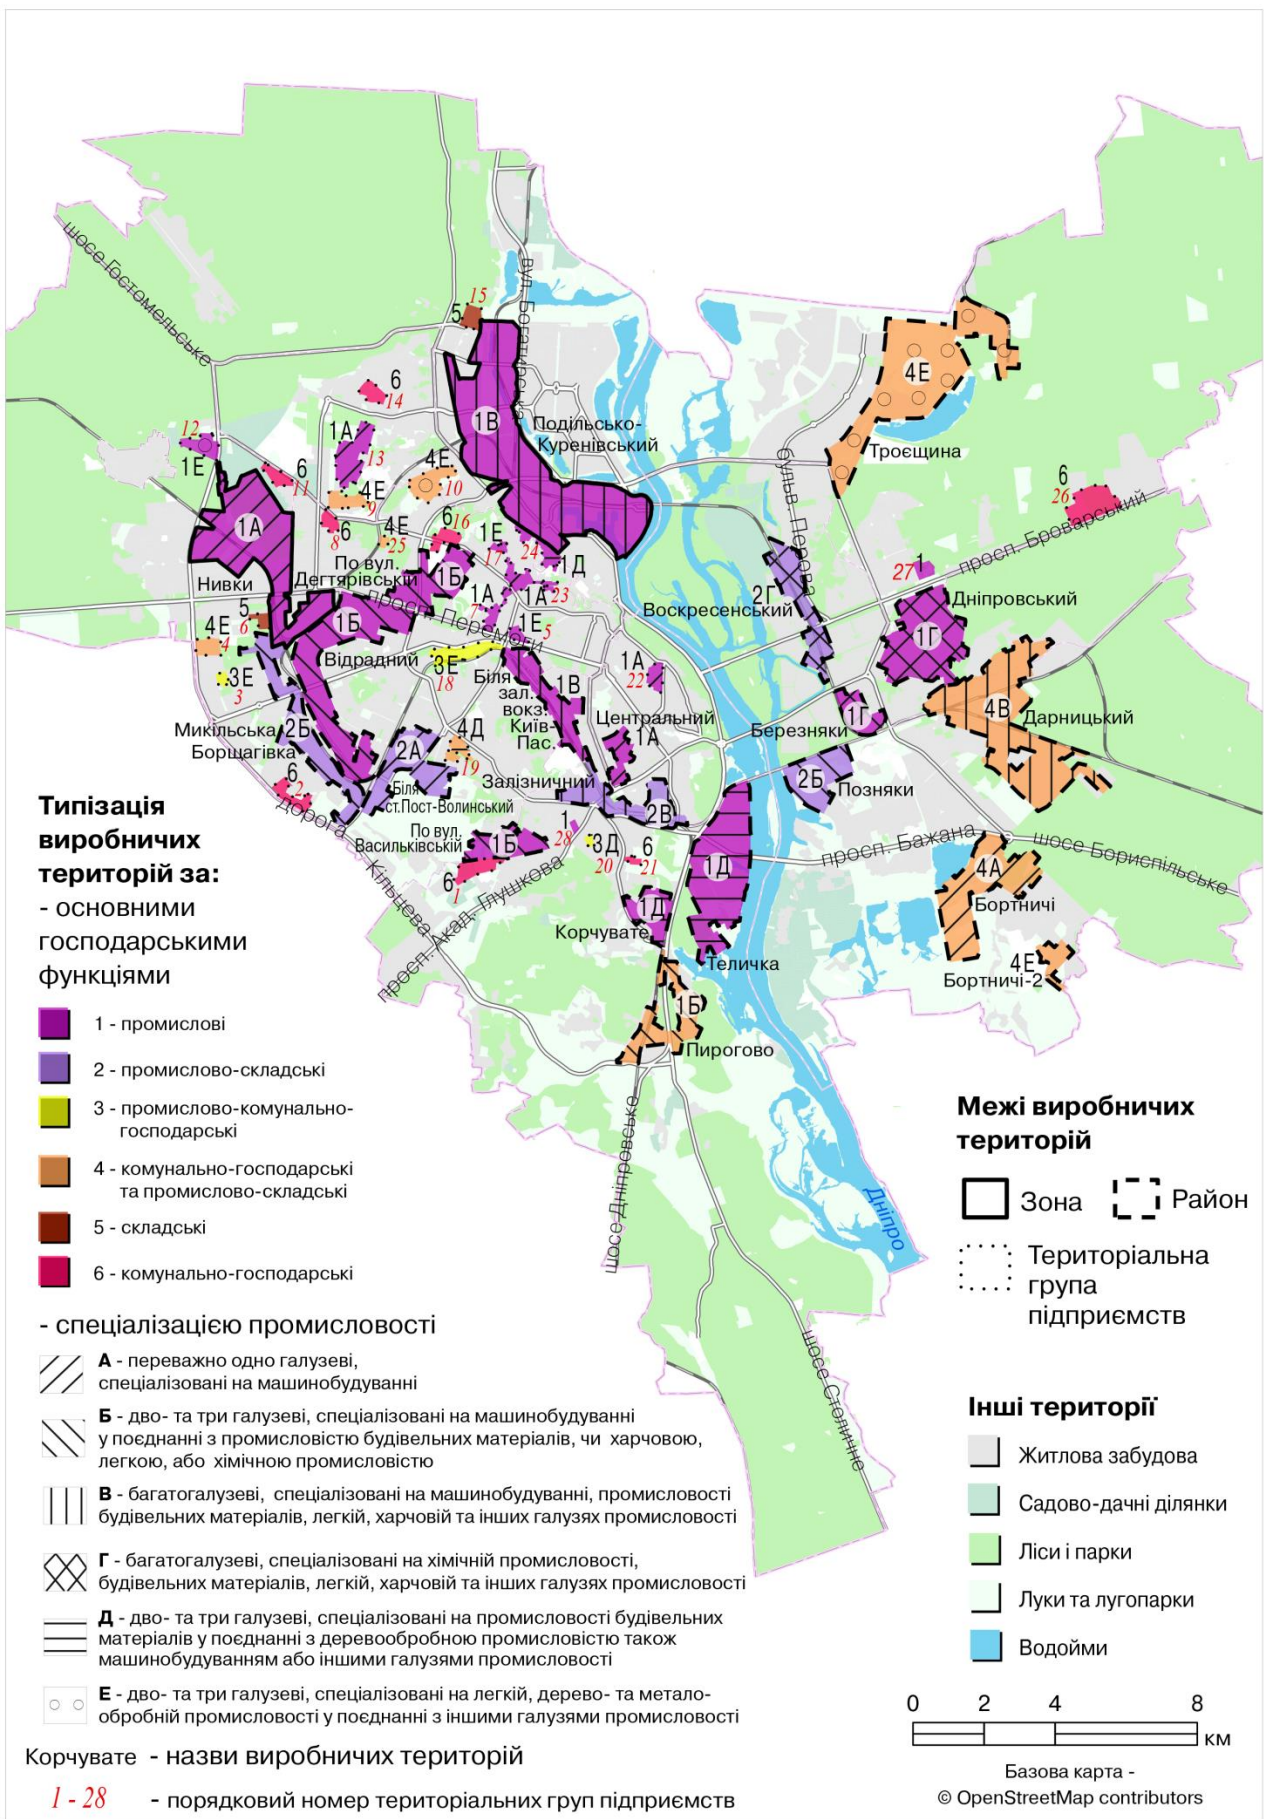 шосе Гостомельське
вул. Богатирська
15
5
6
14
12
1Е
1А
13
6
11
4Е
10
4Е
9
6
8
4Е
25
6
16
1В
Подільсько-
Куренівський
4Е
Троєщина
бульв. Перова
6
26
просп. Броварський
1А
Нивки
По вул.
Дегтярівській
1Б
1Е
17
24
1Д
23
1А
7
1А
1Е
5
просп. Перемоги
2Г
Воскресенський
1
27
Дніпровський
1Г
5
6
4Е
4
3Е
3
1Б
Відрадний
3Е
18
Біля
зал.
вокз.
Київ-
Пас.
1В
1А
22
Центральний
1А
Березняки
1Г
4В
Дарницький
Микільська
Борщагівка
2Б
2А
4Д
19
Залізничний
2Б
Позняки
6
2
Біля
ст.Пост-Волинський
2В
По вул.
Васильківській
1Б
1
28
3Д
20
6
21
1Д
просп. Бажана
шосе Бориспільське
6
1
дорога Кільцева
просп. Акад. Глушкова
1Д
Корчувате
Теличка
4А
Бортничі
4Е
Бортничі-2
1Б
Пирогово
шосе Дніпровське
Дніпро
шосе Столичне
Типізація
виробничих
територій за:
- основними
господарськими
функціями
1 - промислові
2 - промислово-складські
3 - промислово-комунально-
господарські
4 - комунально-господарські
та промислово-складські
5 - складські
6 - комунально-господарські
- спеціалізацією промисловості
А - переважно одно галузеві,
спеціалізовані на машинобудуванні
Б - дво- та три галузеві, спеціалізовані на машинобудуванні
у поєднанні з промисловістю будівельних матеріалів, чи харчовою,
легкою, або хімічною промисловістю
В - багатогалузеві, спеціалізовані на машинобудуванні, промисловості
будівельних матеріалів, легкій, харчовій та інших галузях промисловості
Г - багатогалузеві, спеціалізовані на хімічній промисловості,
будівельних матеріалів, легкій, харчовій та інших галузях промисловості
Д - дво- та три галузеві, спеціалізовані на промисловості будівельних
матеріалів у поєднанні з деревообробною промисловістю також
машинобудуванням або іншими галузями промисловості
Е - дво- та три галузеві, спеціалізовані на легкій, дерево- та метало-
обробній промисловості у поєднанні з іншими галузями промисловості
Корчувате - назви виробничих територій
1 - 28 - порядковий номер територіальних груп підприємств
Межі виробничих
територій
Зона
Район
Територіальна
група
підприємств
Інші території
Житлова забудова
Садово-дачні ділянки
Ліси і парки
Луки та лугопарки
Водойми
0 2 4 8
км
Базова карта -
© OpenStreetMap contributors